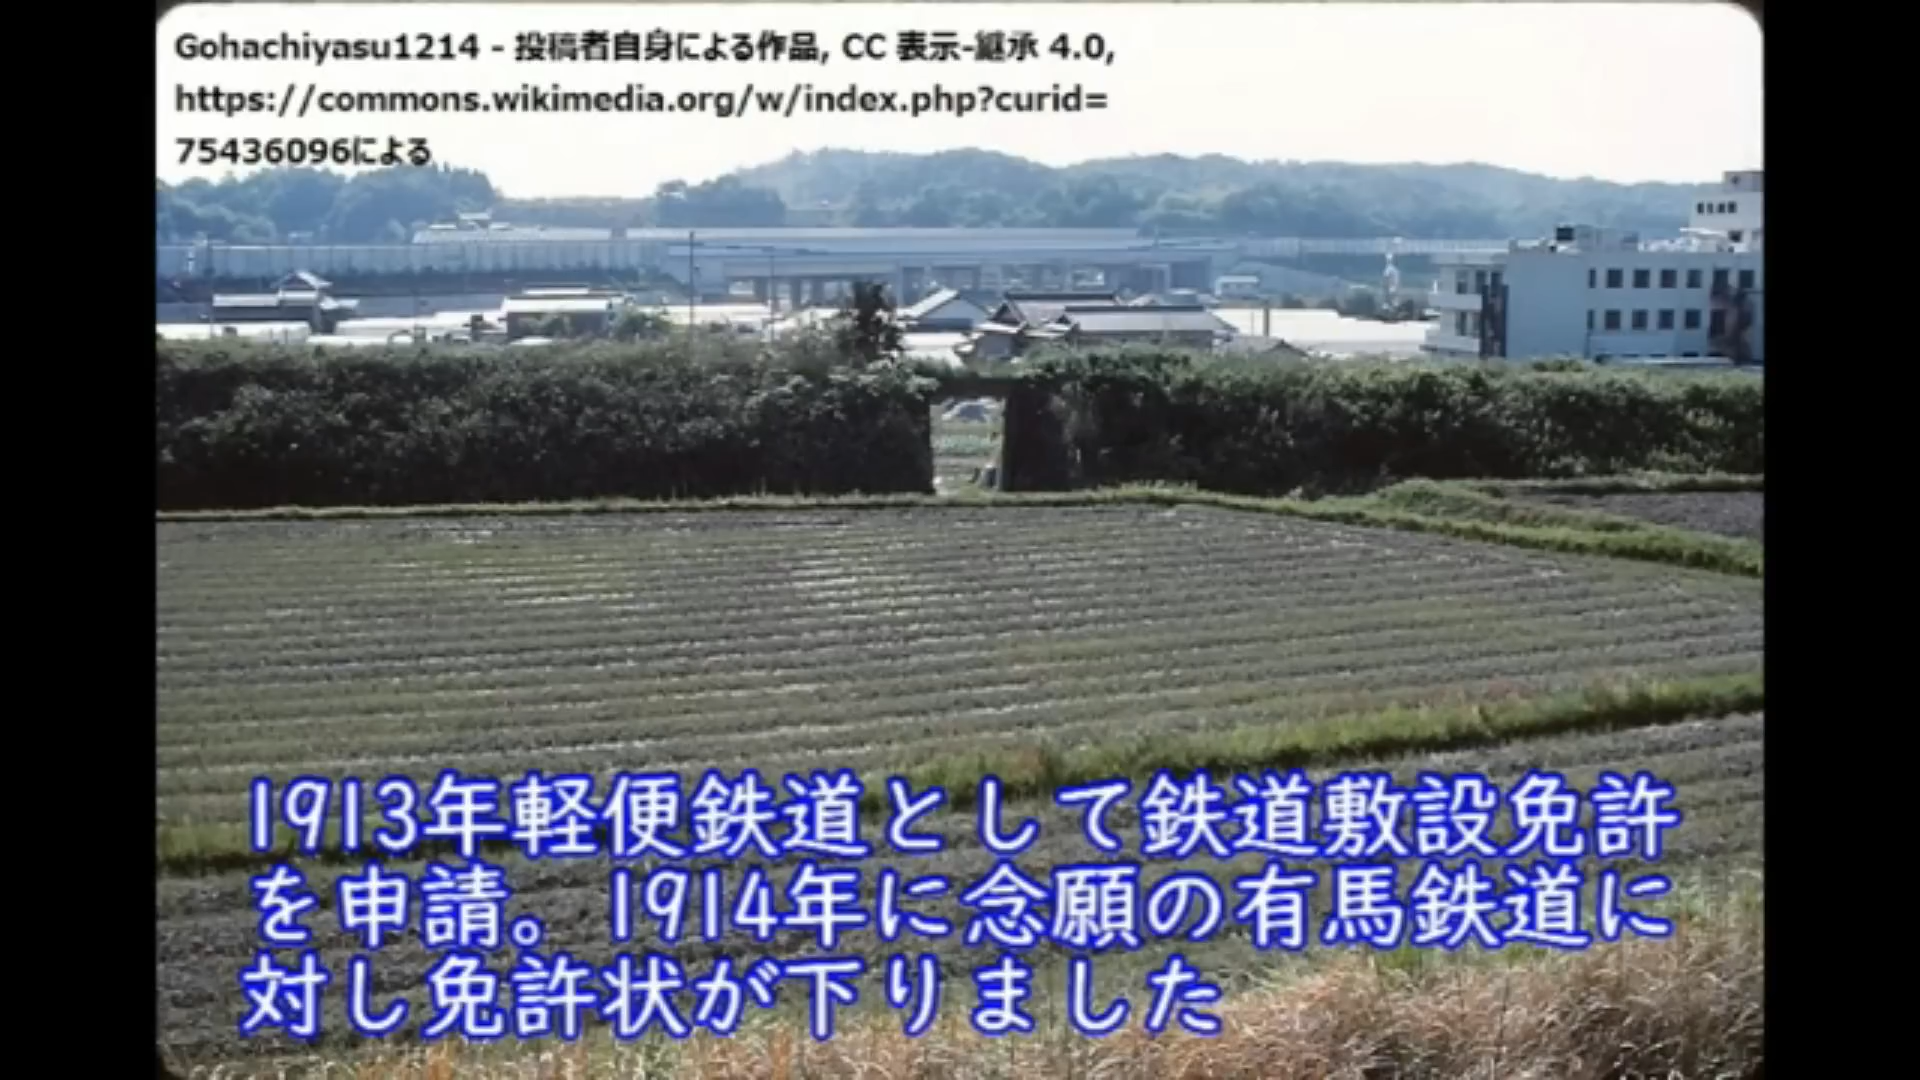 Gohachiyasu1214 - 投稿者自身による作品, CC 表示-継承 4.0,
https://commons.wikimedia.org/w/index.php?curid=
75436096による
1913年軽便鉄道として鉄道敷設免許
を申請。1914年に念願の有馬鉄道に
対し免許状が下りました